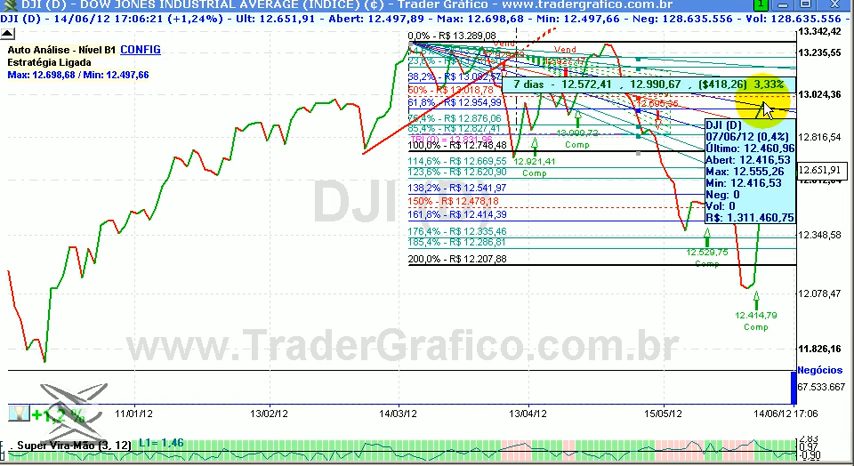 DJI (D) - DOW JONES INDUSTRIAL AVERAGE (INDICE) (¢) - Trader Gráfico - www.tradergrafico.com.br
DJI (D) - 14/06/12 17:06:21 (+1,24%) - Ult: 12.651,91 - Abert: 12.497,89 - Max: 12.698,68 - Min: 12.497,66 - Neg: 128.635.556 - Vol: 128.635.556 -
Auto Análise - Nível B1 CONFIG
Estratégia Ligada
Max: 12.698,68 / Min: 12.497,66
0,0% - R$ 13.289,08
Vend
Vend
38,2% - R$ 13.082,57
50% - R$ 13.018,78
61,8% - R$ 12.954,99
76,4% - R$ 12.876,06
85,4% - R$ 12.827,41
100,0% - R$ 12.748,48
114,6% - R$ 12.669,55
123,6% - R$ 12.620,90
138,2% - R$ 12.541,97
150% - R$ 12.478,18
161,8% - R$ 12.414,39
176,4% - R$ 12.335,46
185,4% - R$ 12.286,81
200,0% - R$ 12.207,88
7 dias - 12.572,41 , 12.990,67 , ($418,26) 3,33%
12.921,41
Comp
Comp
12.529,75
Comp
12.414,79
Comp
DJI (D)
07/06/12 (0,4%)
Último: 12.460,96
Abert: 12.416,53
Max: 12.555,26
Min: 12.416,53
Neg: 0
Vol: 0
R$: 1.311.460,75
13.342,42
13.235,55
13.024,36
12.816,54
12.651,91
12.348,58
12.078,47
11.826,16
DJI (D)
www.TraderGrafico.com.br
Negócios
67.533.667
+1,2 %
11/01/12
13/02/12
14/03/12
13/04/12
15/05/12
14/06/12 17:06
. Super Vira-Mão (3, 12) L1= 1,46
2,83
0,97
-0,90